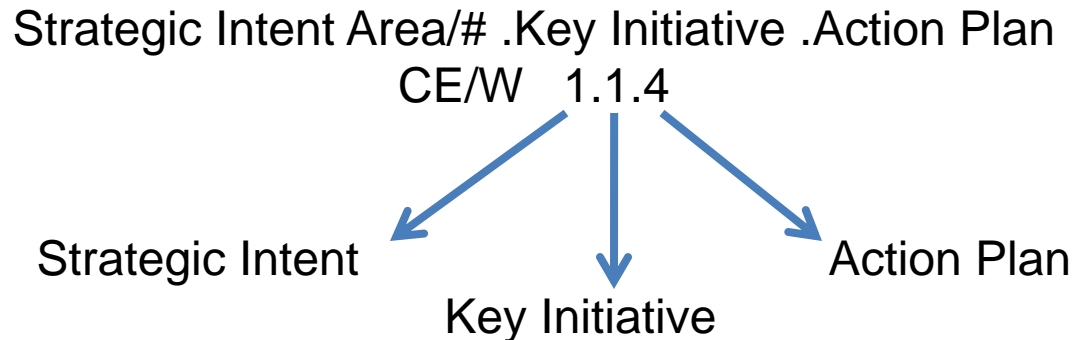 Strategic Intent Area/# .Key Initiative .Action Plan
CE/W 1.1.4
Strategic Intent
Action Plan
Key Initiative